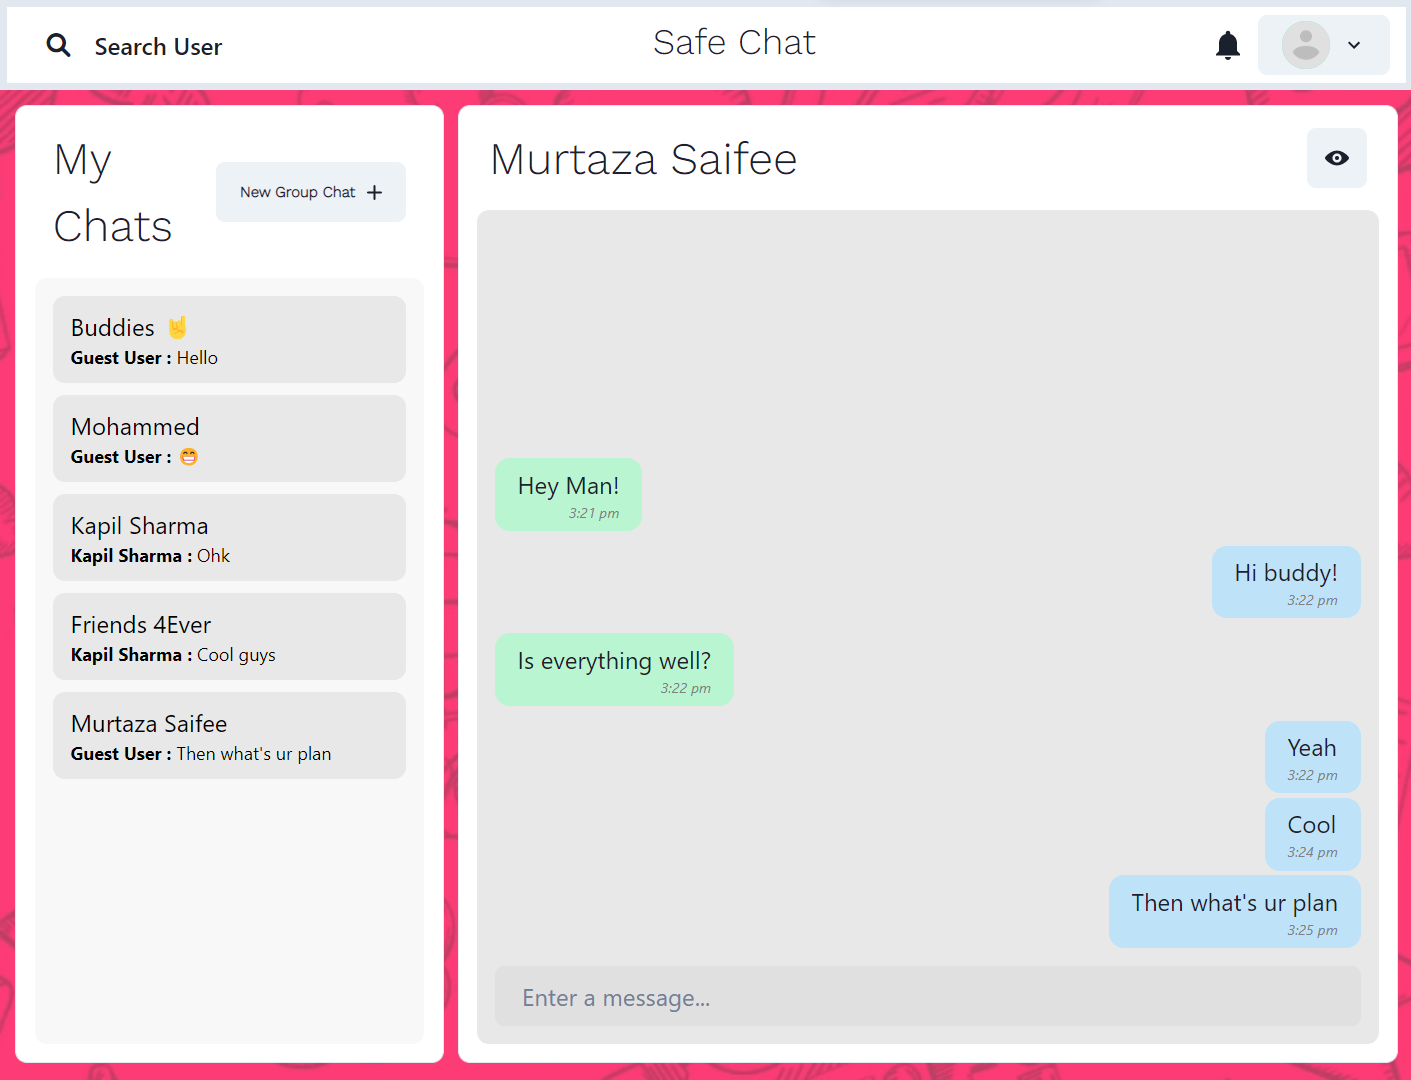 Search User
Safe Chat
My
Chats
New Group Chat +
Buddies 🤘
Guest User : Hello
Mohammed
Guest User : 😁
Kapil Sharma
Kapil Sharma : Ohk
Friends 4Ever
Kapil Sharma : Cool guys
Murtaza Saifee
Guest User : Then what's ur plan
Murtaza Saifee
Hey Man!
3:21 pm
Hi buddy!
3:22 pm
Is everything well?
3:22 pm
Yeah
3:22 pm
Cool
3:24 pm
Then what's ur plan
3:25 pm
Enter a message...